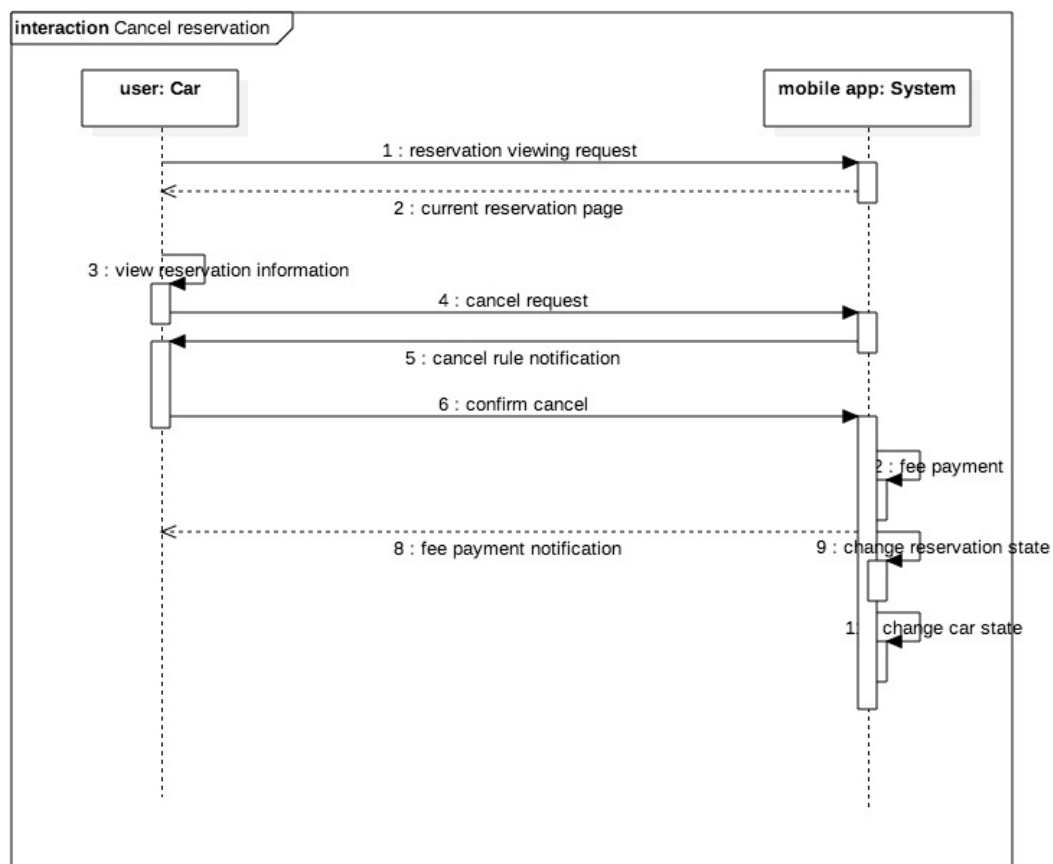 interaction Cancel reservation
user: Car
mobile app: System
1 : reservation viewing request
2 : current reservation page
3 : view reservation information
4 : cancel request
5 : cancel rule notification
6 : confirm cancel
2 : fee payment
8 : fee payment notification
9 : change reservation state
change car state